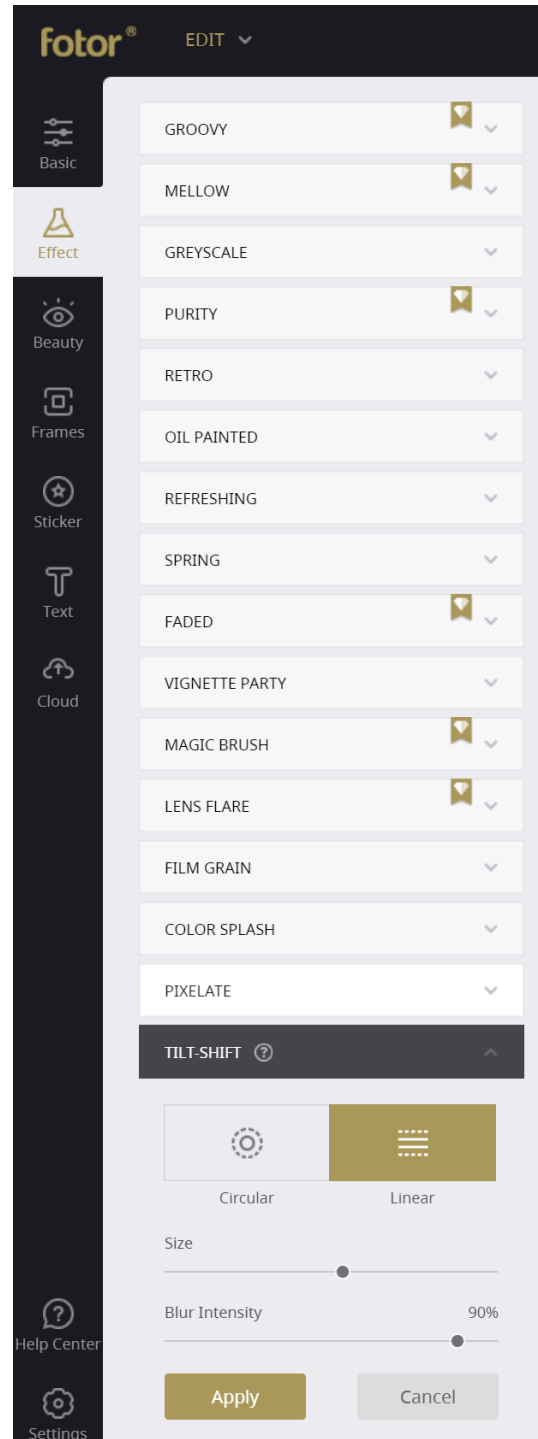 fotor®
EDIT
Basic
Effect
Beauty
Frames
Sticker
Text
Cloud
Help Center
Settings
GROOVY
MELLOW
GREYSCALE
PURITY
RETRO
OIL PAINTED
REFRESHING
SPRING
FADED
VIGNETTE PARTY
MAGIC BRUSH
LENS FLARE
FILM GRAIN
COLOR SPLASH
PIXELATE
TILT-SHIFT ?
Circular
Linear
Size
Blur Intensity 90%
Apply
Cancel